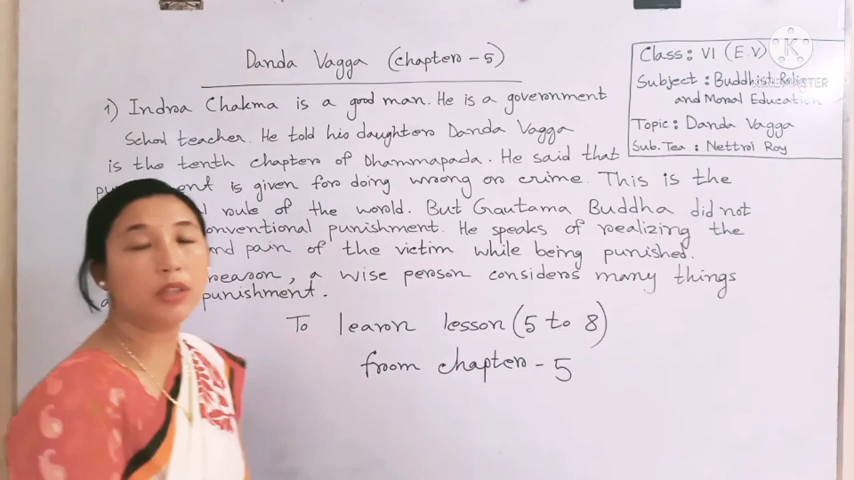 Danda Vagga (chapter - 5)
Class: VI (E.V)
Subject: Buddhist Religion
and Moral Education
Topic: Danda Vagga
Sub. Tea: Nettroi Roy
1) Indroa Chakma is a good man. He is a government
School teacher. He told his daughter Danda Vagga
is the tenth chapter of Dhammapada. He said that
is given for doing wrong or crime. This is the
rule of the world. But Goutama Buddha did not
conventional punishment. He speaks of realizing the
pain of the victim while being punished.
reason, a wise person considers many things
punishment.
To learn lesson (5 to 8)
from chapter - 5
K